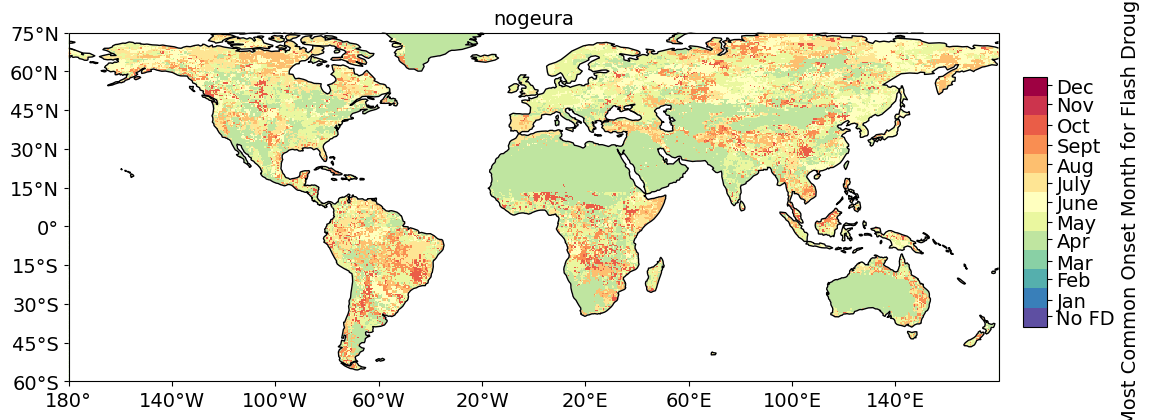 nogeura
75°N
60°N
45°N
30°N
15°N
0°
15°S
30°S
45°S
60°S
180°
140°W
100°W
60°W
20°W
20°E
60°E
100°E
140°E
Dec
Nov
Oct
Sept
Aug
July
June
May
Apr
Mar
Feb
Jan
No FD
Most Common Onset Month for Flash Droug